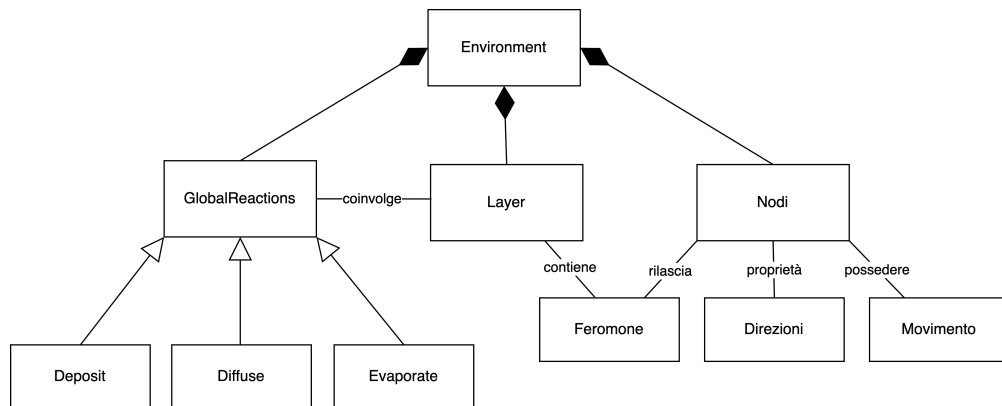 Environment
GlobalReactions
coinvolge
Layer
Nodi
contiene
rilascia
proprietà
possedere
Feromone
Direzioni
Movimento
Deposit
Diffuse
Evaporate